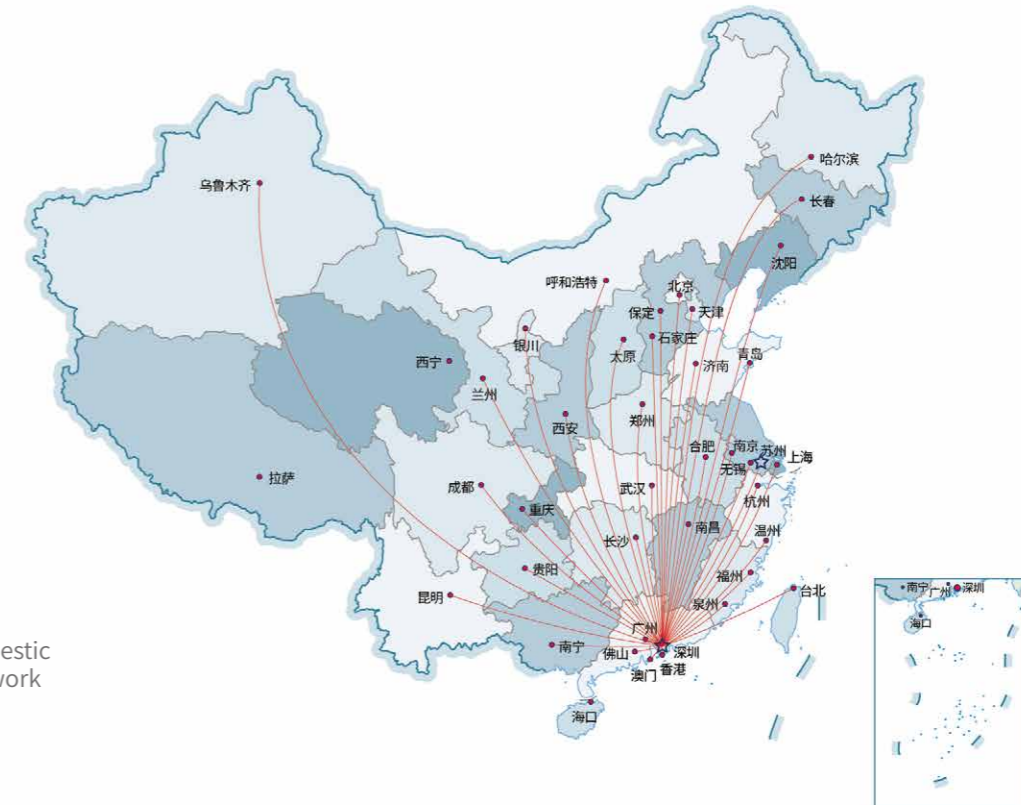 哈尔滨
乌鲁木齐
长春
沈阳
呼和浩特
北京
保定
天津
银川
石家庄
太原
西宁
济南
青岛
兰州
郑州
西安
合肥
南京
苏州
无锡
上海
拉萨
成都
武汉
杭州
重庆
南昌
温州
长沙
贵阳
福州
台北
昆明
泉州
广州
南宁
佛山
深圳
澳门
香港
海口
estic
vork
南宁
广州
深圳
海口